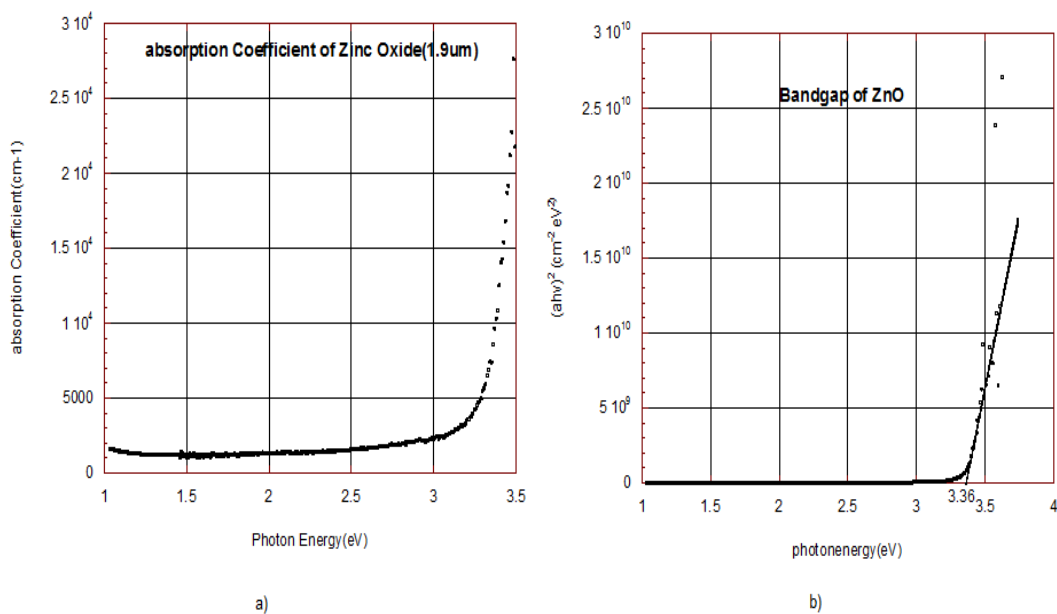 absorption Coefficient of Zinc Oxide(1.9um)
3 10⁴
2.5 10⁴
2 10⁴
1.5 10⁴
1 10⁴
5000
0
absorption Coefficient(cm-1)
1 1.5 2 2.5 3 3.5
Photon Energy(eV)
a)
Bandgap of ZnO
3 10¹⁰
2.5 10¹⁰
2 10¹⁰
1.5 10¹⁰
1 10¹⁰
5 10⁹
0
(ahv)² (cm⁻² eV²⁾
3.36
1 1.5 2 2.5 3 3.5 4
photonenergy(eV)
b)